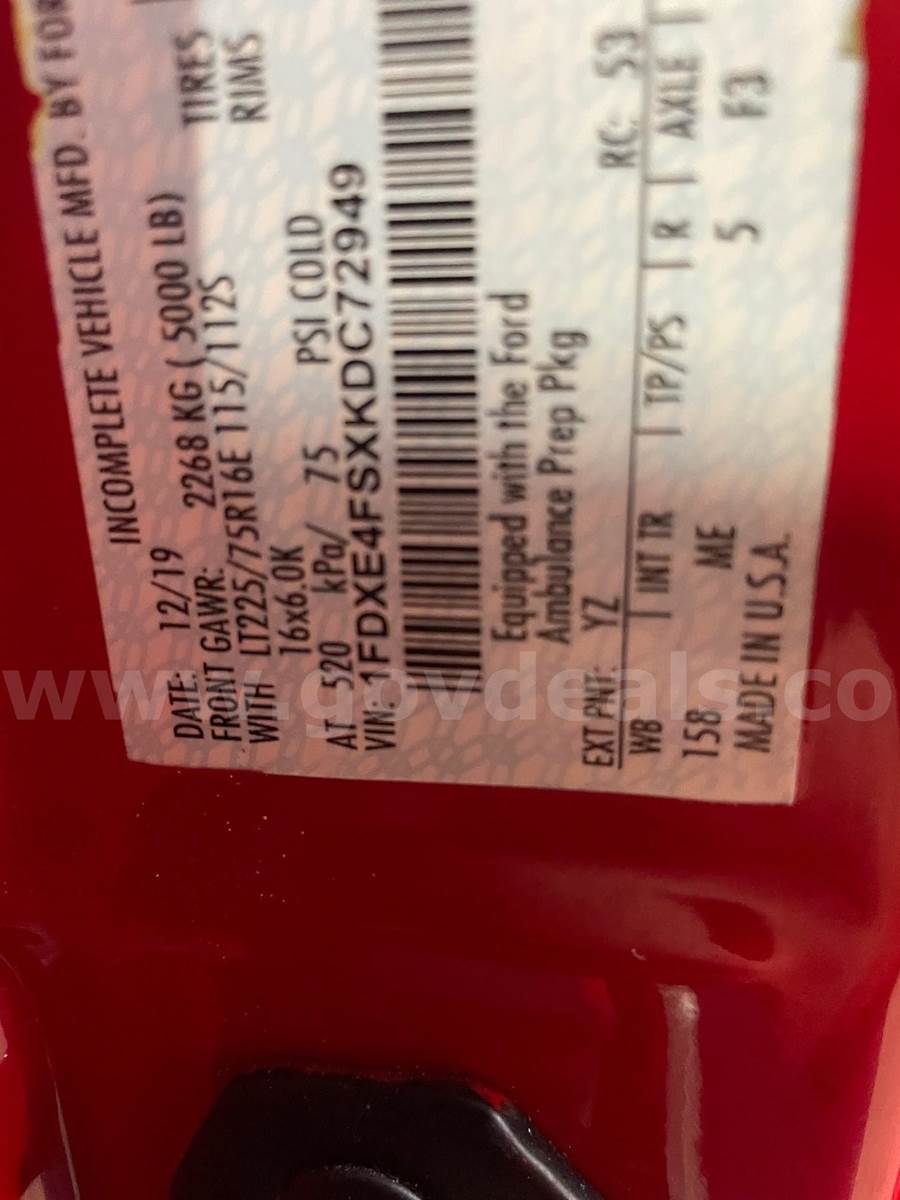 INCOMPLETE VEHICLE MFD. BY FOR
DATE: 12/19
FRONT GAWR: 2268 KG ( 5000 LB)
WITH LT225/75R16E 115/112S TIRES
16x6.0K RIMS
AT 520 kPa/ 75 PSI COLD
VIN: 1FDXE4FSXKDC72949
Equipped with the Ford
Ambulance Prep Pkg
EXT PNT: YZ RC: 53
WB | INT TR | TP/PS | R | AXLE |
158 ME 5 F3
MADE IN U.S.A.
www.govdeals.co